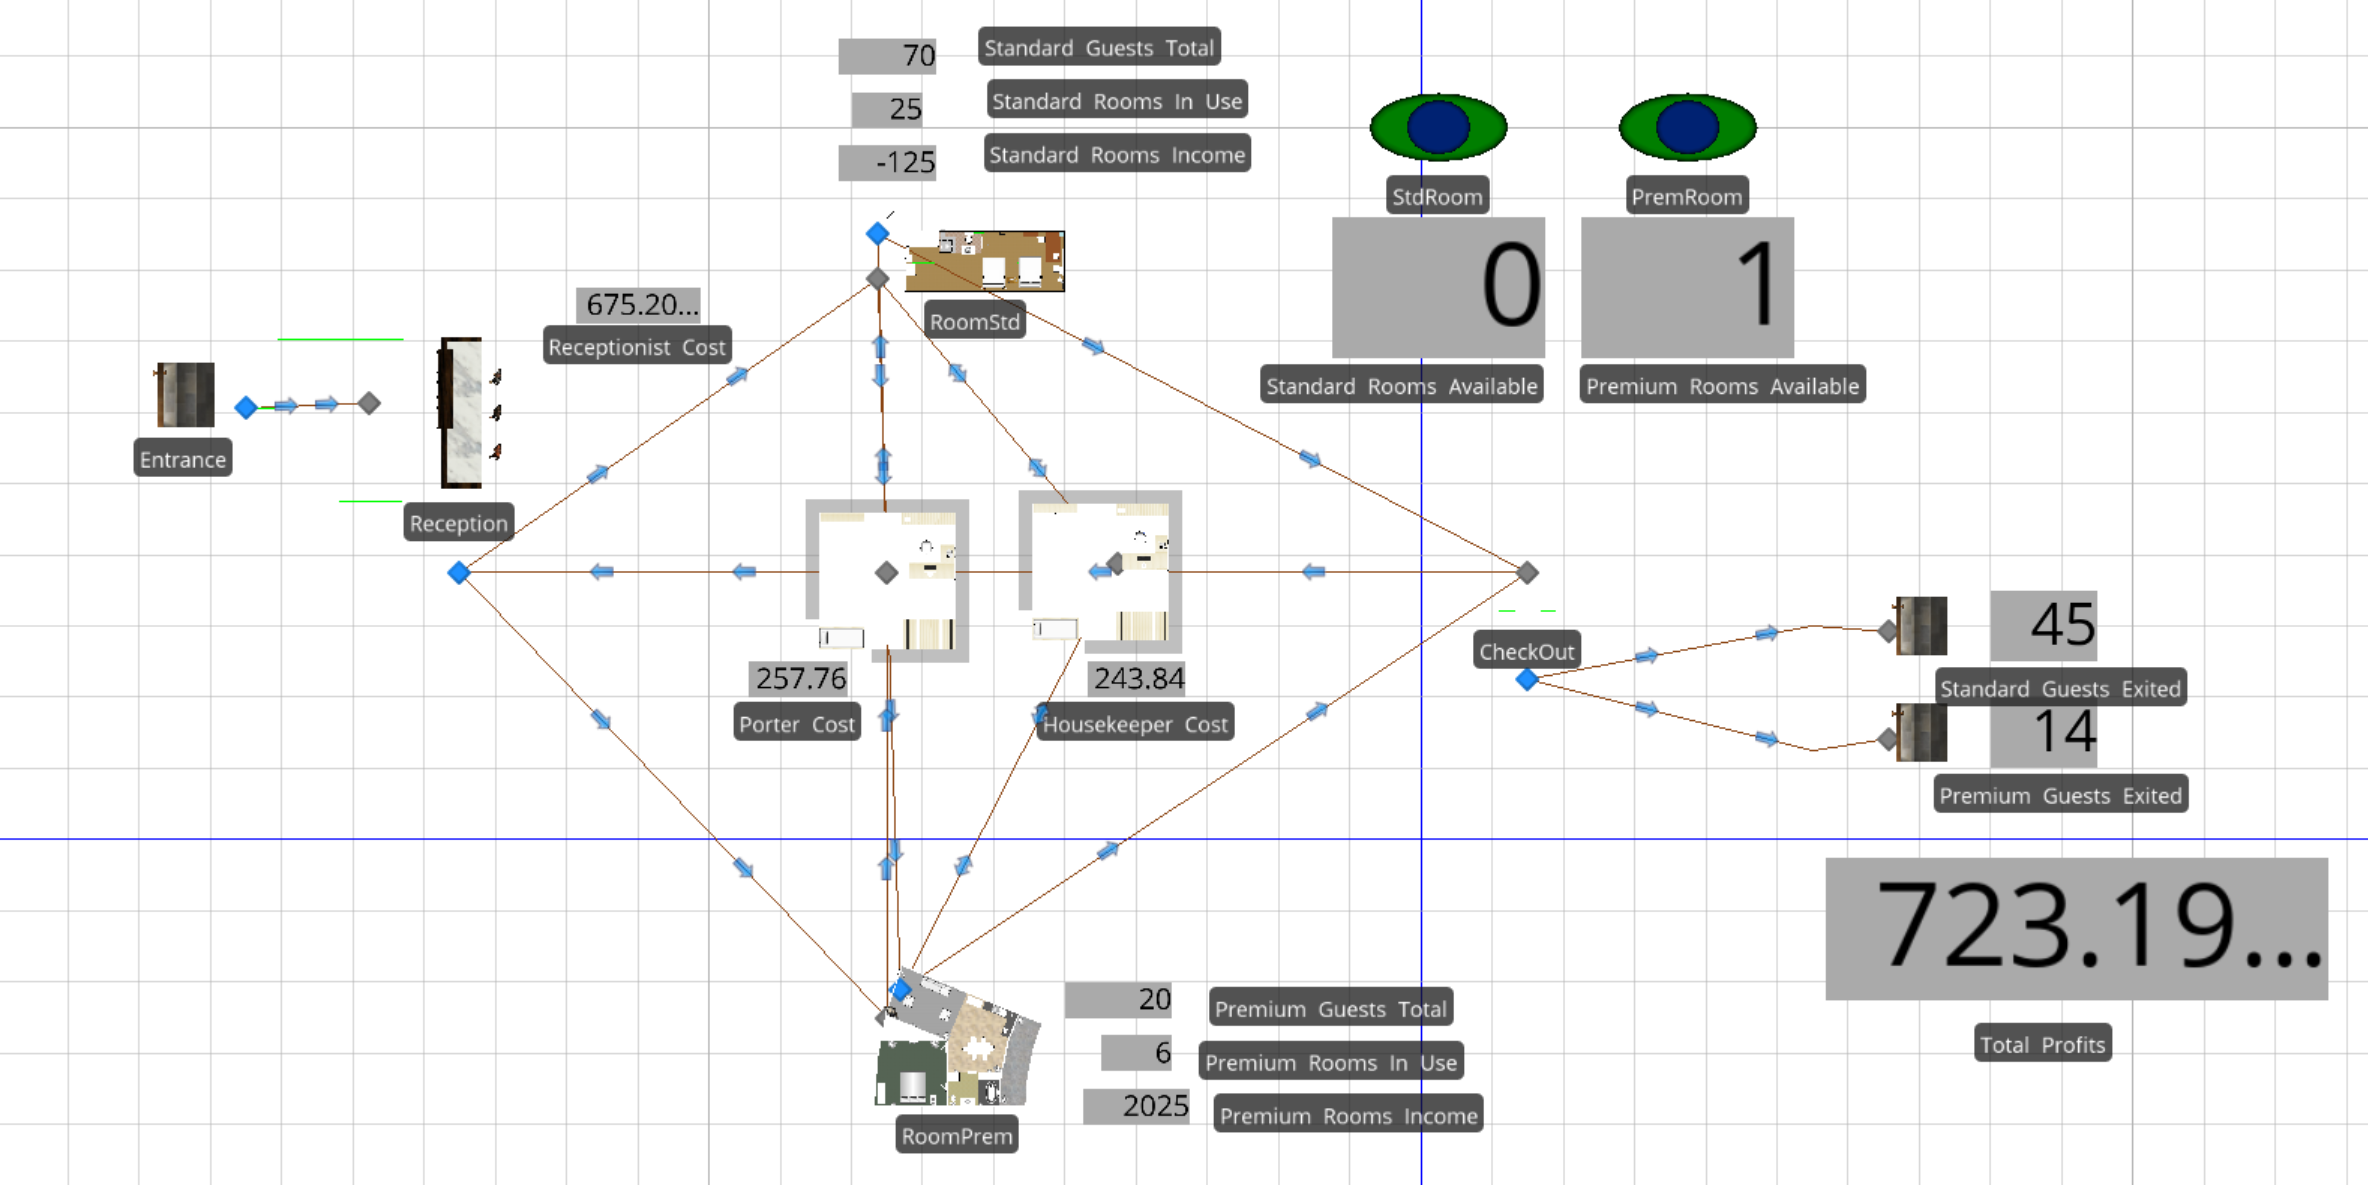 70
Standard Guests Total
25
Standard Rooms In Use
-125
Standard Rooms Income
StdRoom
PremRoom
0
1
Standard Rooms Available
Premium Rooms Available
675.20...
Receptionist Cost
RoomStd
Entrance
Reception
257.76
Porter Cost
243.84
Housekeeper Cost
CheckOut
45
Standard Guests Exited
14
Premium Guests Exited
723.19...
Total Profits
20
Premium Guests Total
6
Premium Rooms In Use
2025
Premium Rooms Income
RoomPrem